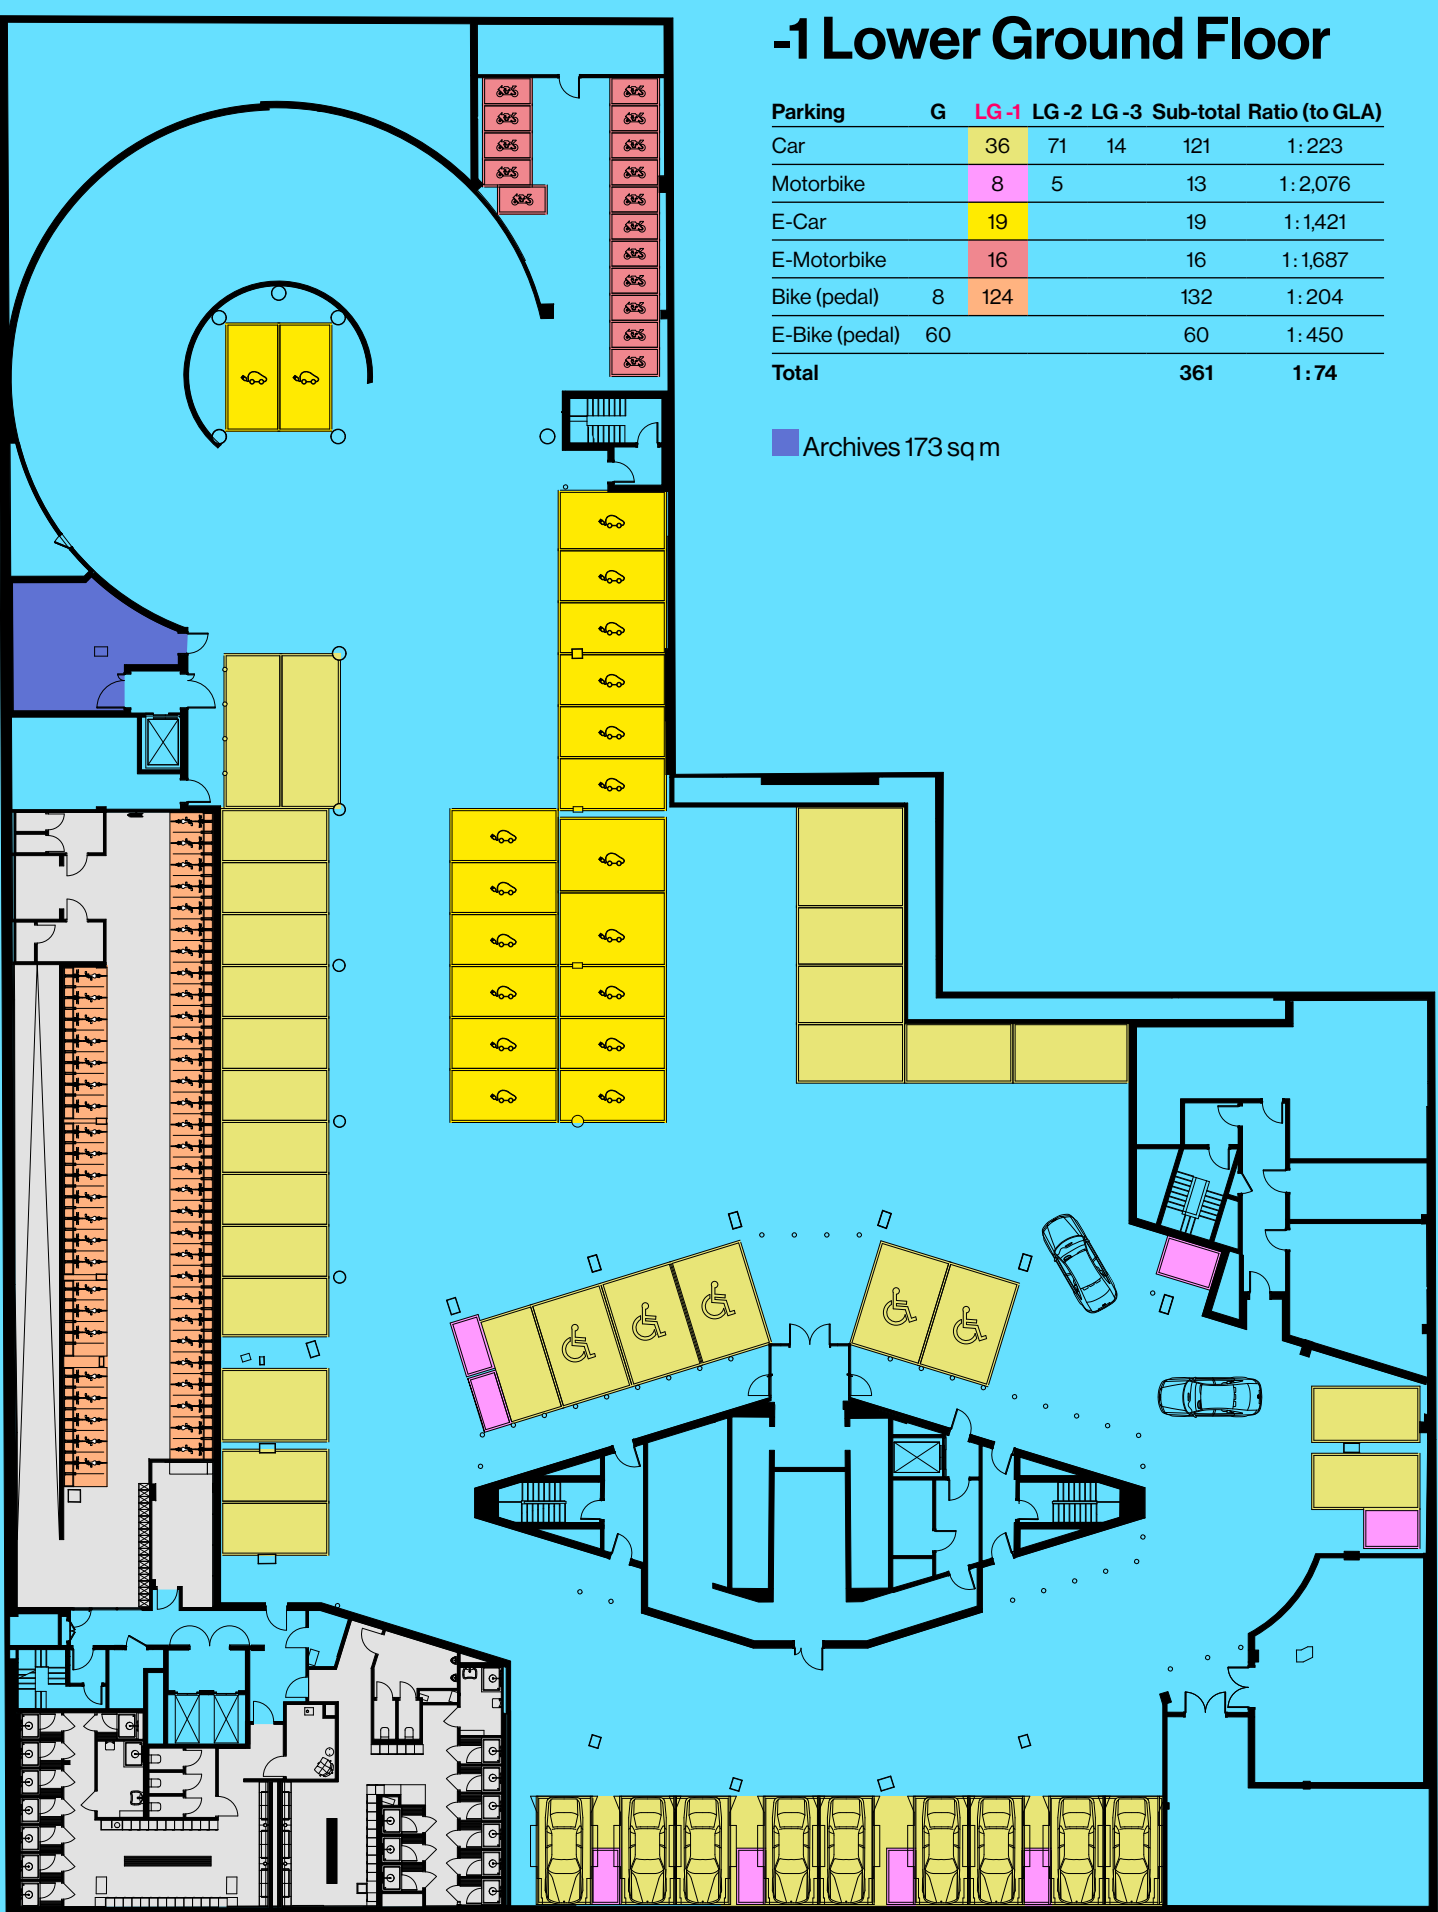 -1 Lower Ground Floor
Parking G LG -1 LG -2 LG -3 Sub-total Ratio (to GLA)
Car 36 71 14 121 1:223
Motorbike 8 5 13 1:2,076
E-Car 19 19 1:1,421
E-Motorbike 16 16 1:1,687
Bike (pedal) 8 124 132 1:204
E-Bike (pedal) 60 60 1:450
Total 361 1:74
Archives 173 sq m